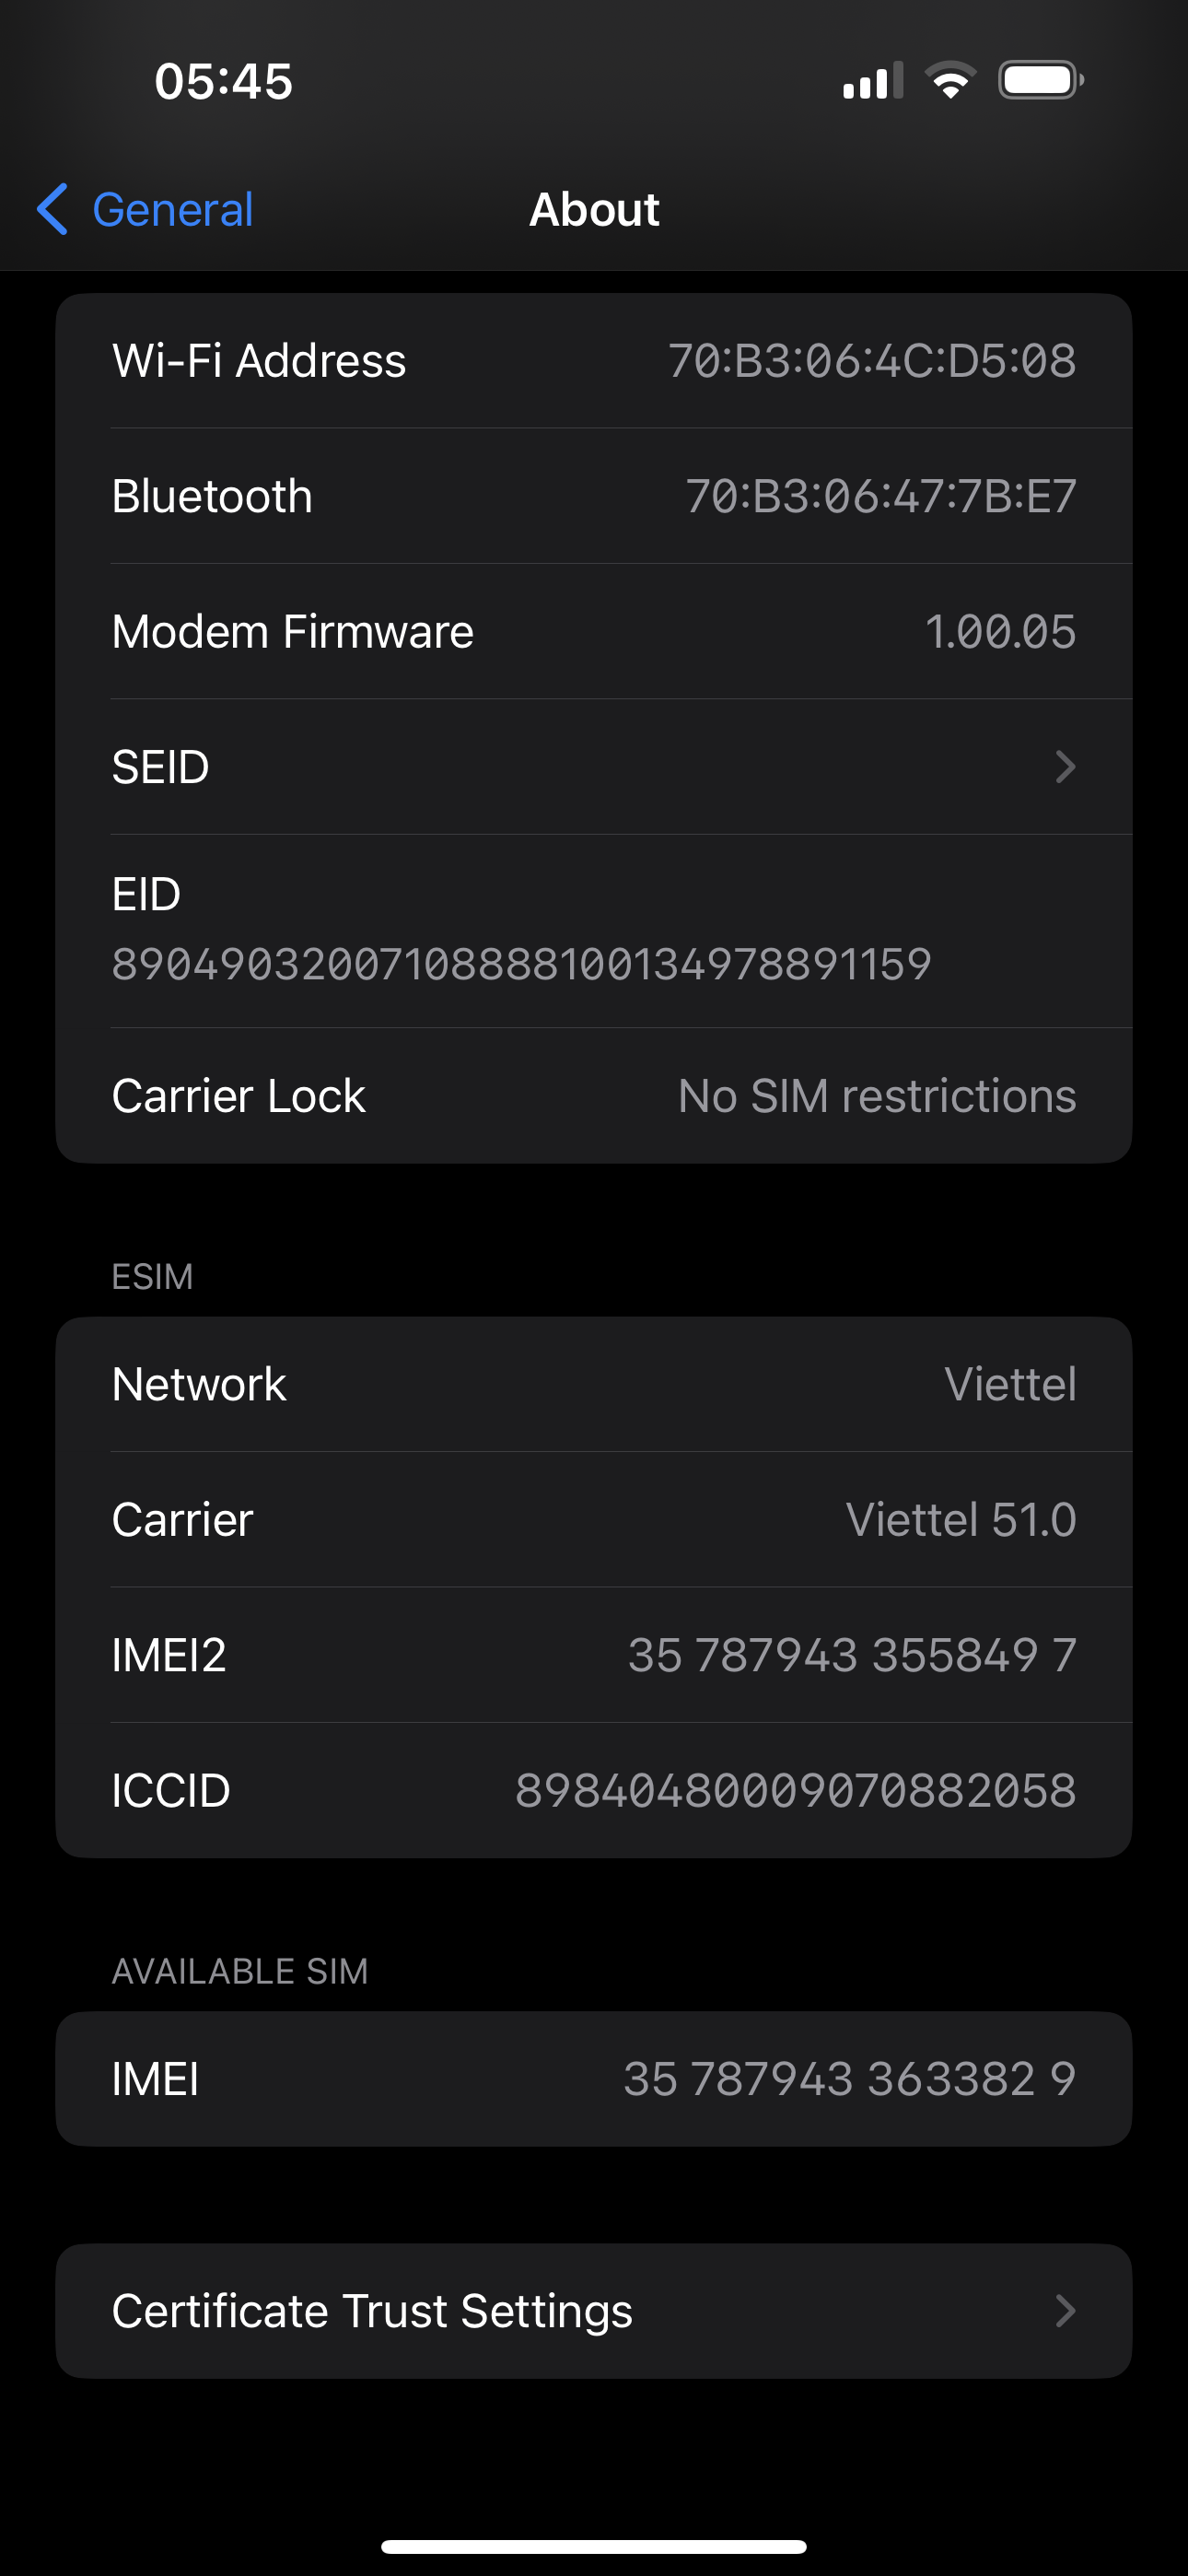 05:45
General
About
Wi-Fi Address 70:B3:06:4C:D5:08
Bluetooth 70:B3:06:47:7B:E7
Modem Firmware 1.00.05
SEID
EID
89049032007108888100134978891159
Carrier Lock No SIM restrictions
ESIM
Network Viettel
Carrier Viettel 51.0
IMEI2 35 787943 355849 7
ICCID 89840480009070882058
AVAILABLE SIM
IMEI 35 787943 363382 9
Certificate Trust Settings